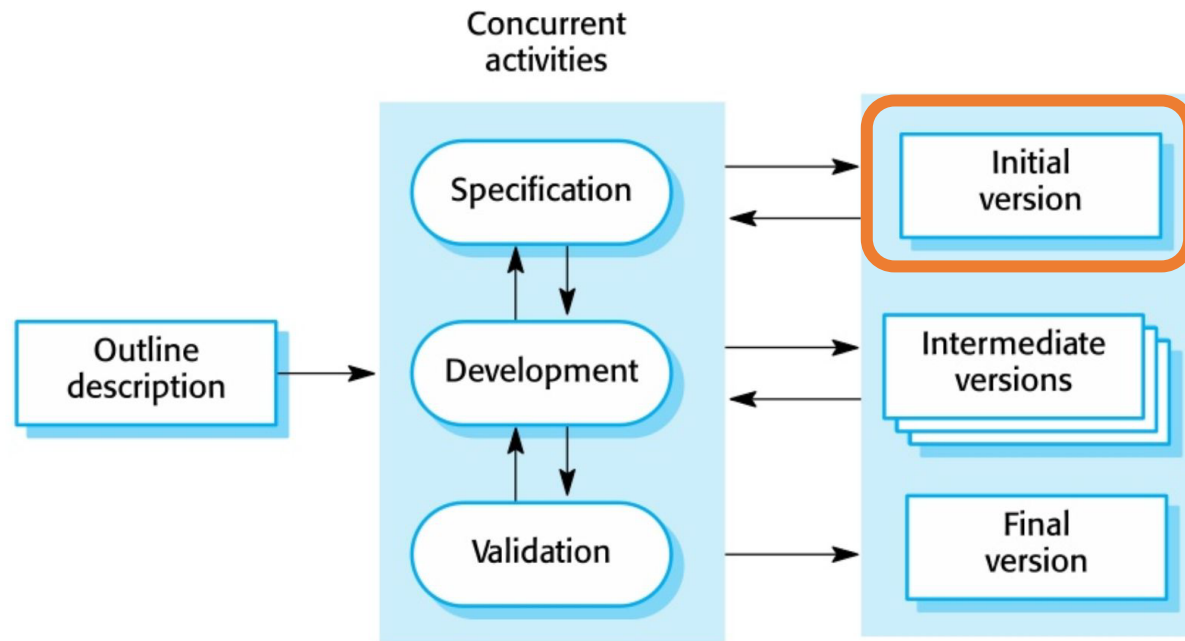 Concurrent
activities
Specification
Initial
version
Outline
description
Development
Intermediate
versions
Validation
Final
version